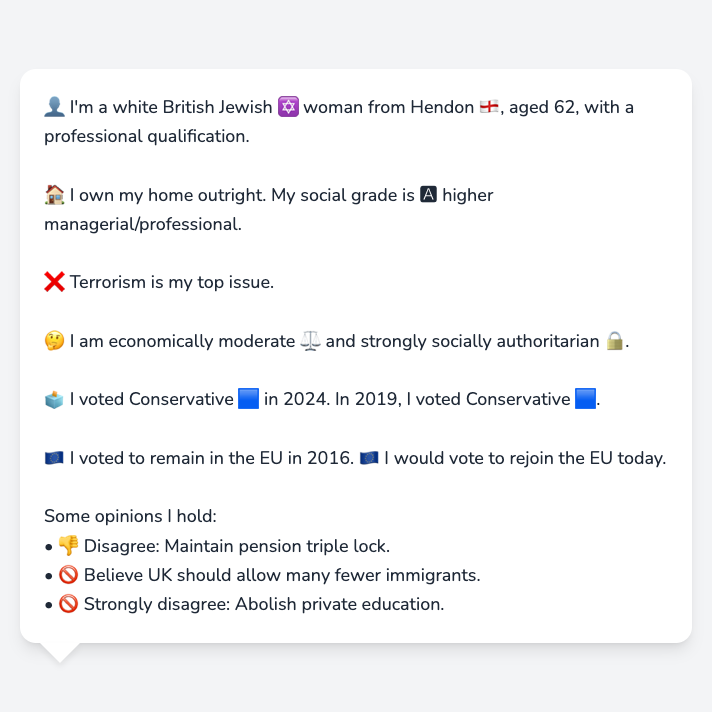 👤 I'm a white British Jewish ✡️ woman from Hendon 🏴󠁧󠁢󠁥󠁮󠁧󠁿, aged 62, with a
professional qualification.
🏠 I own my home outright. My social grade is 🅰 higher
managerial/professional.
❌ Terrorism is my top issue.
🤔 I am economically moderate ⚖️ and strongly socially authoritarian 🔒.
🗳️ I voted Conservative 🟦 in 2024. In 2019, I voted Conservative 🟦.
🇪🇺 I voted to remain in the EU in 2016. 🇪🇺 I would vote to rejoin the EU today.
Some opinions I hold:
• 👎 Disagree: Maintain pension triple lock.
• 🚫 Believe UK should allow many fewer immigrants.
• 🚫 Strongly disagree: Abolish private education.